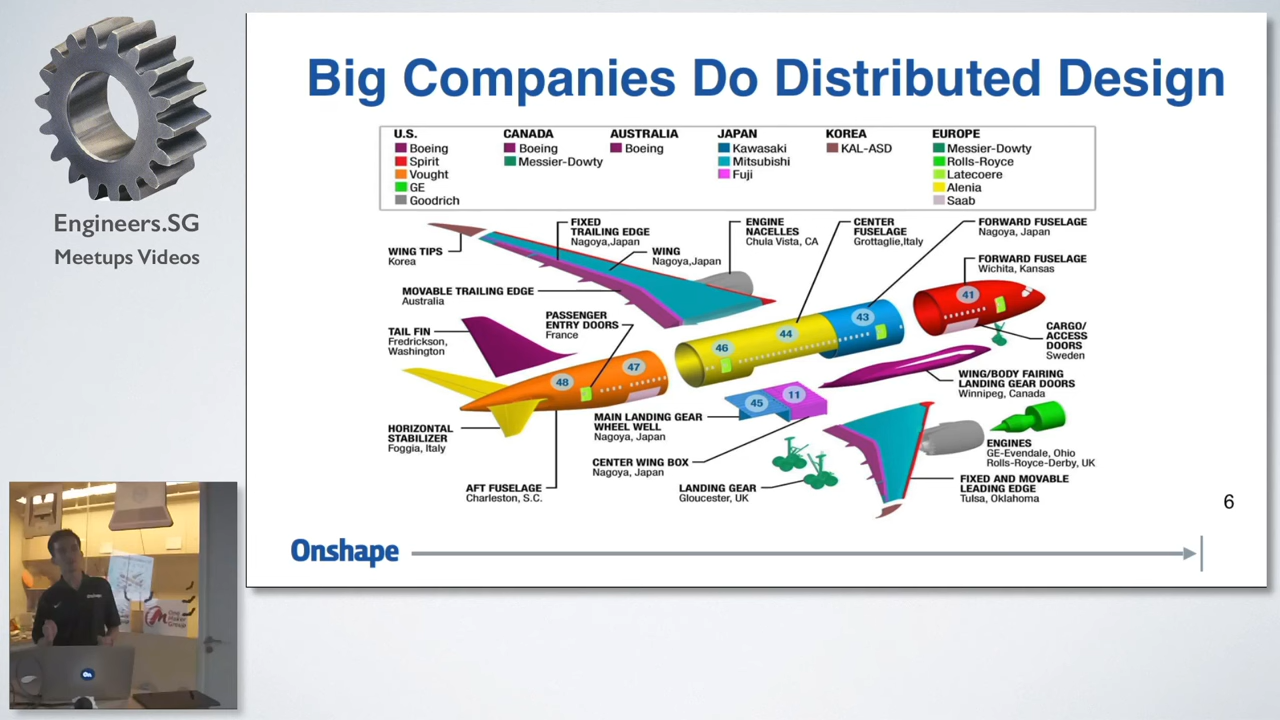 Engineers.SG
Meetups Videos
Big Companies Do Distributed Design
U.S.
Boeing
Spirit
Vought
GE
Goodrich
CANADA
Boeing
Messier-Dowty
AUSTRALIA
Boeing
JAPAN
Kawasaki
Mitsubishi
Fuji
KOREA
KAL-ASD
EUROPE
Messier-Dowty
Rolls-Royce
Latecoere
Alenia
Saab
WING TIPS
Korea
FIXED
TRAILING EDGE
Nagoya,Japan
WING
Nagoya,Japan
ENGINE
NACELLES
Chula Vista, CA
CENTER
FUSELAGE
Grottaglie,Italy
FORWARD FUSELAGE
Nagoya, Japan
FORWARD FUSELAGE
Wichita, Kansas
MOVABLE TRAILING EDGE
Australia
PASSENGER
ENTRY DOORS
France
TAIL FIN
Fredrickson,
Washington
41
43
44
46
47
48
CARGO/
ACCESS
DOORS
Sweden
WING/BODY FAIRING
LANDING GEAR DOORS
Winnipeg, Canada
45
11
MAIN LANDING GEAR
WHEEL WELL
Nagoya, Japan
HORIZONTAL
STABILIZER
Foggia, Italy
CENTER WING BOX
Nagoya, Japan
ENGINES
GE-Evendale, Ohio
Rolls-Royce-Derby, UK
AFT FUSELAGE
Charleston, S.C.
LANDING GEAR
Gloucester, UK
FIXED AND MOVABLE
LEADING EDGE
Tulsa, Oklahoma
6
Onshape
One
Maker
Group